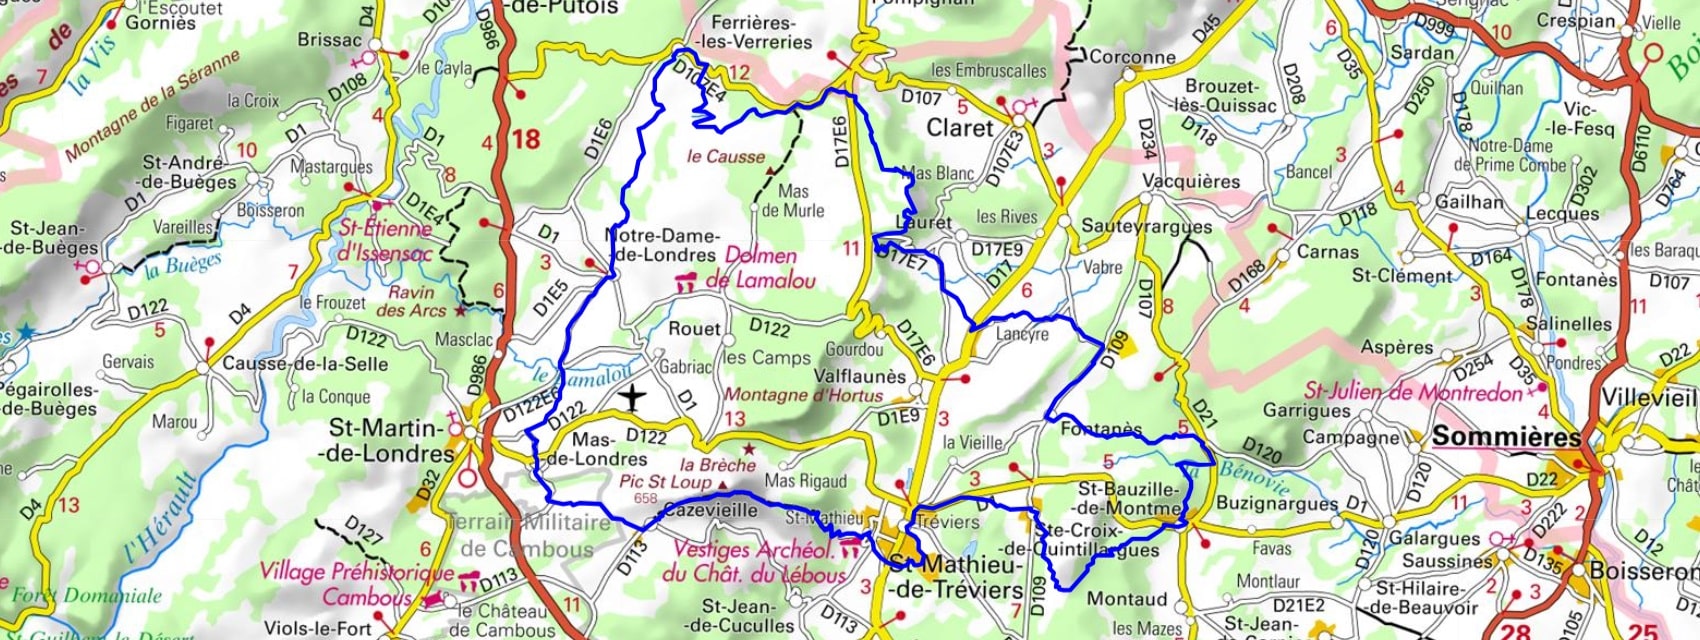 l'Escoutet
Gorniès
de
la Vis
7
Brissac
D4
D986
-de-Putois
le Cayla
D108
la Croix
Figaret
Montagne de la Séranne
D1
10
4
D1
4
18
St-André-
-de-Buèges
Mastargues
8
D1
Boisseron
Vareilles
St-Jean-
-de-Buèges
la Buèges
St-Etienne
d'Issensac
D1E4
7
D122
5
Ravin
des Arcs
le Frouzet
D4
D122
6
Gervais
Causse-de-la-Selle
Masclac
D986
Pégairolles-
-de-Buèges
la Conque
Marou
St-Martin-
-de-Londres
D32
l'Hérault
D4
13
D127
6
Village Préhistorique
Cambous
D113
le Château
de Cambous
Viols-le-Fort
11
Forêt Domaniale
St-Guilhem-le-Désert
Ferrières-
-les-Verreries
Pompignan
D107E4
12
D1E6
le Causse
D17E6
Mas
de Murle
D1
3
Notre-Dame-
-de-Londres
Dolmen
de Lamalou
11
D1E5
Rouet
D122
les Camps
Gourdou
D17E6
le Lamalou
Gabriac
D122E6
D122
D1
Valflaunès
Montagne d'Hortus
13
D1E9
D122
Mas-
-de-Londres
la Brèche
Pic St Loup
658
Mas Rigaud
Cazevieille
St-Mathieu
Terrain Militaire
de Cambous
D113
Vestiges Archéol.
du Chât. du Lébous
St-Jean-
-de-Cuculles
D113
3
St-Mathieu-
-de-Tréviers
Tréviers
les Embruscalles
D107
5
Claret
D107E3
3
Mas Blanc
Lauret
les Rives
D17E7
D17E9
D17
6
Lancyre
D109
3
la Vieille
Fontanès
5
3
5
D1
St-Bauzille-
-de-Montmel
Ste-Croix-
-de-Quintillargues
D109
7
Montaud
les Mazes
5
Corconne
D45
Brouzet-
-lès-Quissac
D208
D118
D234
Vacquières
Sauteyrargues
Vabre
D107
8
D168
4
D21
D120
Bénovie
Buzignargues
D1
Favas
Montlaur
D21E2
St-Jean-
6
D35
D999
10
Sardan
D250
Quilhan
D178
Bancel
3
4
Notre-Dame
de Prime Combe
D302
D118
Gailhan
Lecques
Carnas
St-Clément
D164
Fontanès
3
D178
Aspères
D254
Salinelles
Pondres
D35
4
St-Julien de Montredon
Garrigues
Campagne
Sommières
D120
11
D22
3
D222
2
Galargues
Saussines
D120
D135
2
3
St-Hilaire-
-de-Beauvoir
Boisseron
D12
28
D105
25
Crespian
Vielle
Vic-
-le-Fesq
D6110
D764
les Baraqu
D107
11
D22
Villevieil